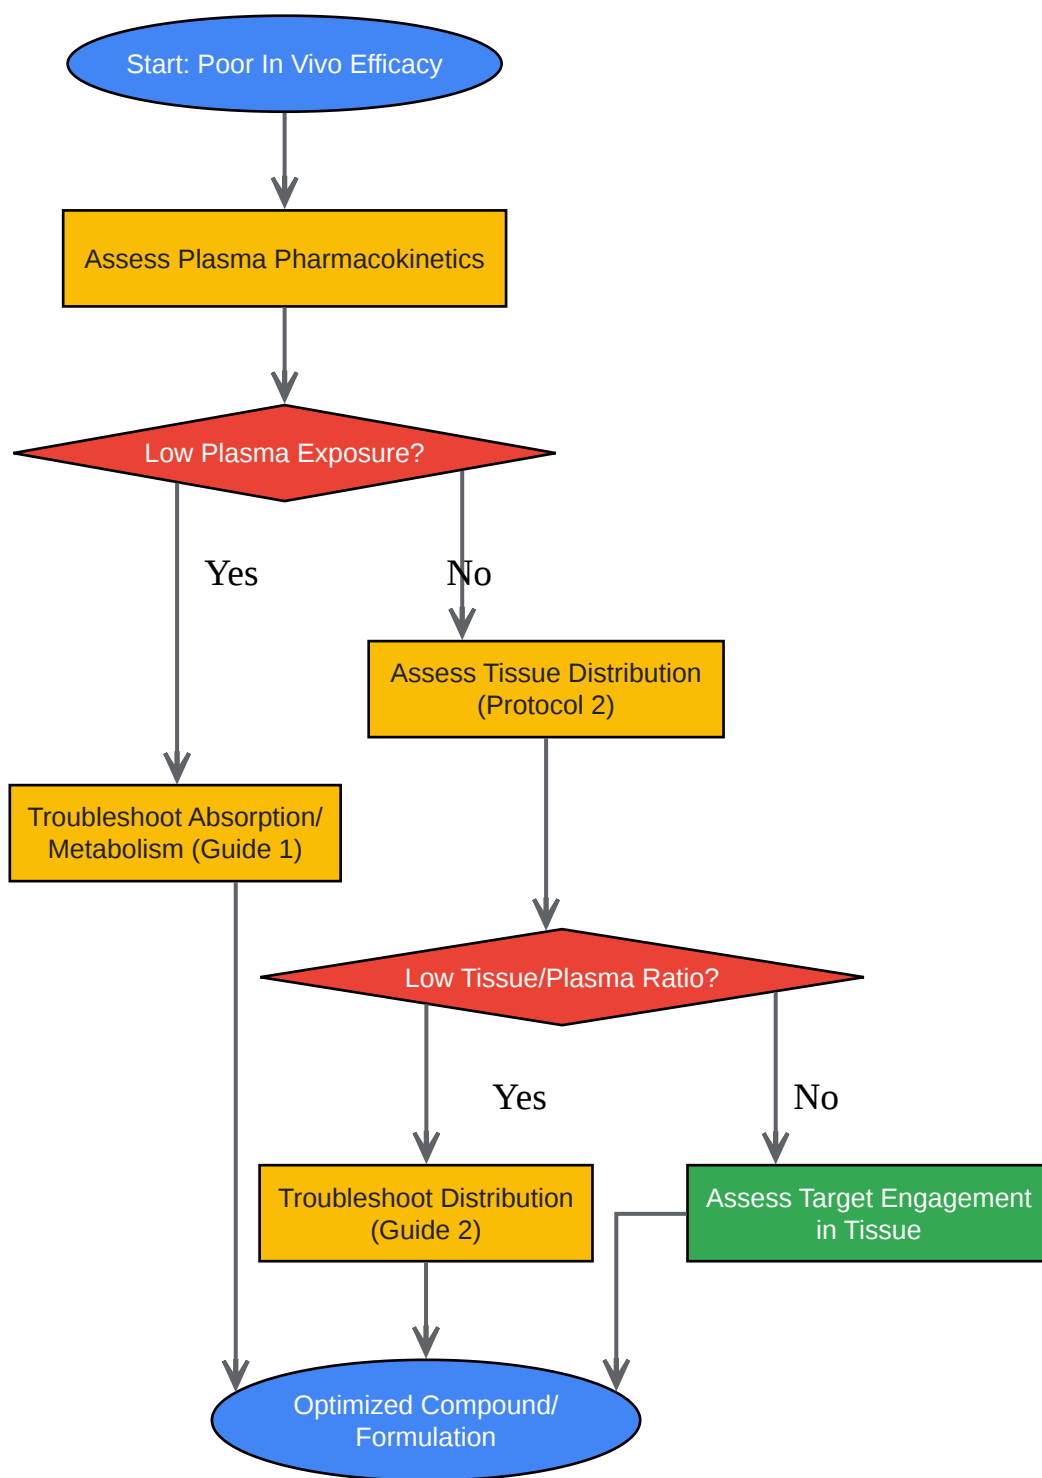 Start: Poor In Vivo Efficacy
Assess Plasma Pharmacokinetics
Low Plasma Exposure?
Yes
No
Assess Tissue Distribution
(Protocol 2)
Troubleshoot Absorption/
Metabolism (Guide 1)
Low Tissue/Plasma Ratio?
Yes
No
Troubleshoot Distribution
(Guide 2)
Assess Target Engagement
in Tissue
Optimized Compound/
Formulation